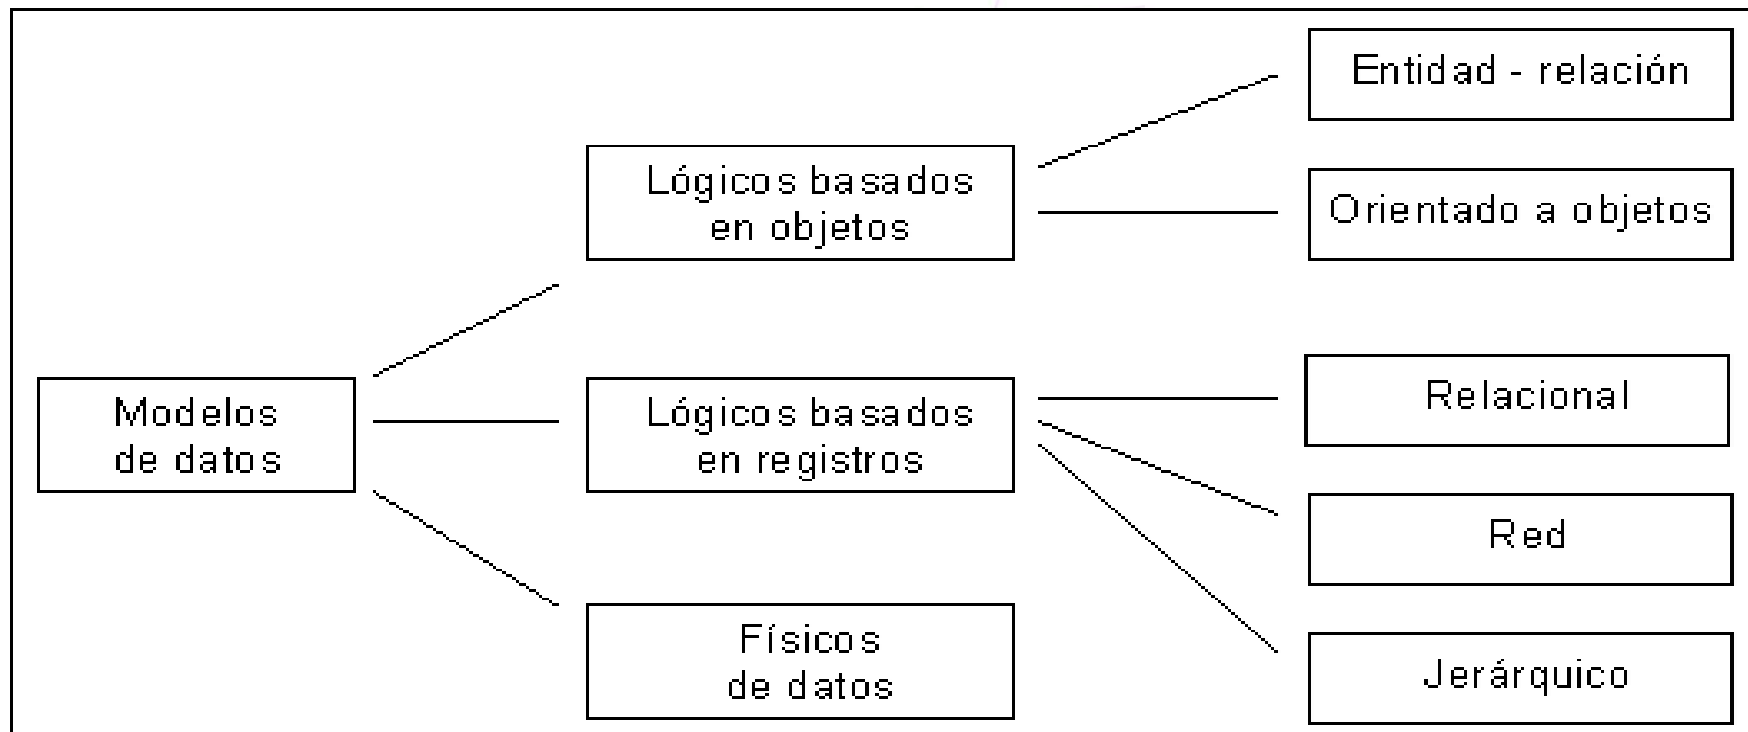 Modelos
de datos
Lógicos basados
en objetos
Entidad - relación
Orientado a objetos
Lógicos basados
en registros
Relacional
Red
Jerárquico
Físicos
de datos